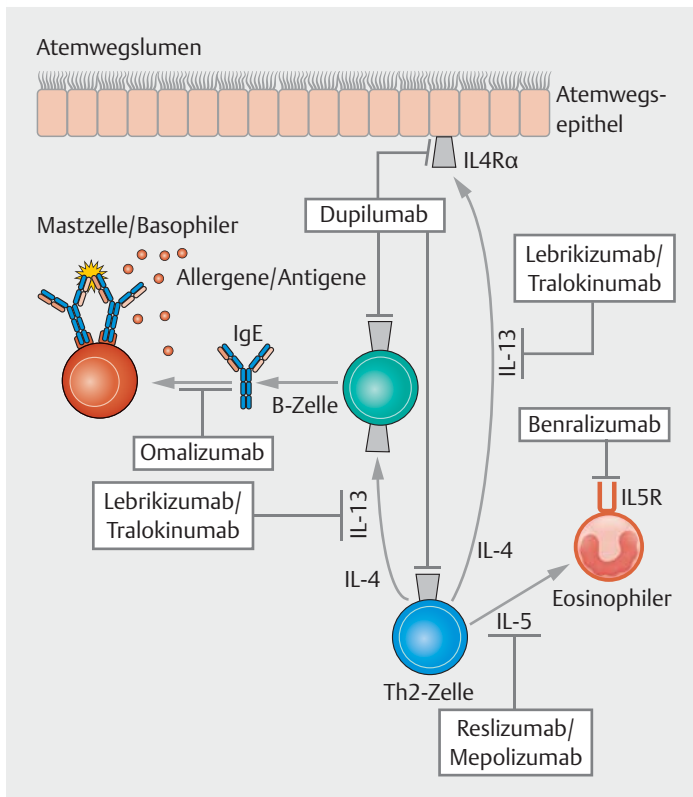 Atemwegslumen
Atemwegs-
epithel
IL4Rα
Dupilumab
Mastzelle/Basophiler
Allergene/Antigene
Lebrikizumab/
Tralokinumab
IgE
IL-13
B-Zelle
Omalizumab
Benralizumab
Lebrikizumab/
Tralokinumab
IL-13
IL5R
IL-4
IL-4
Eosinophiler
IL-5
Th2-Zelle
Reslizumab/
Mepolizumab